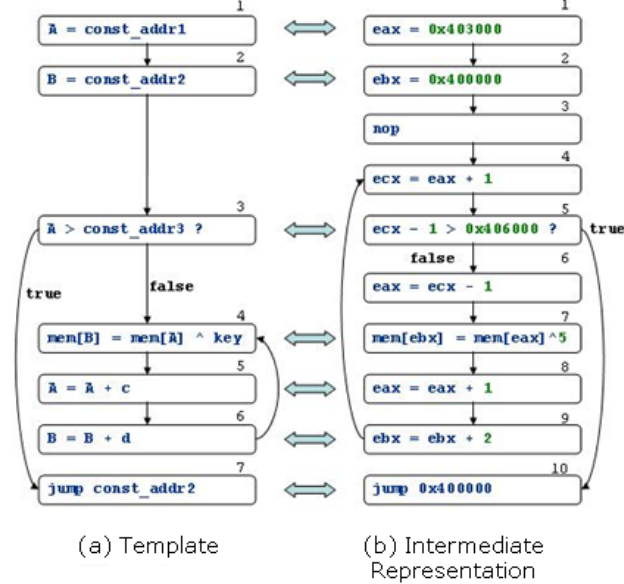 1
A = const_addr1
2
B = const_addr2
3
A > const_addr3 ?
true
false
4
mem[B] = mem[A] ^ key
5
A = A + c
6
B = B + d
7
jump const_addr2
(a) Template
1
eax = 0x403000
2
ebx = 0x400000
3
nop
4
ecx = eax + 1
5
ecx - 1 > 0x406000 ?
true
false
6
eax = ecx - 1
7
mem[ebx] = mem[eax]^5
8
eax = eax + 1
9
ebx = ebx + 2
10
jump 0x400000
(b) Intermediate
Representation